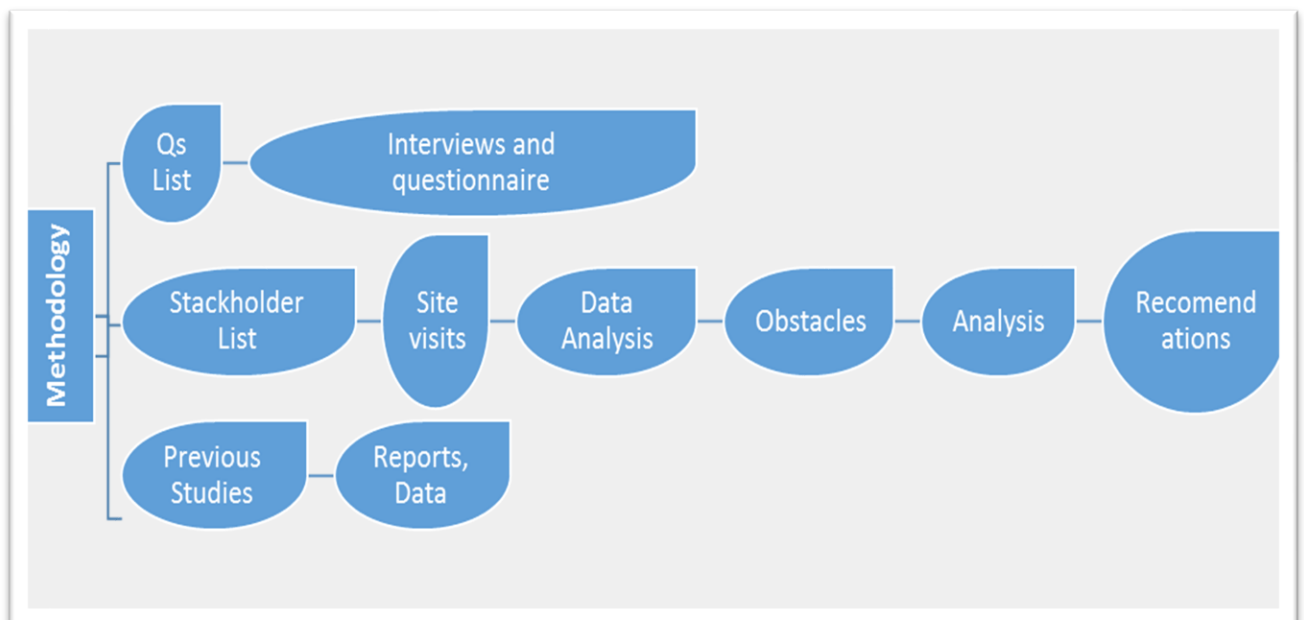 Methodology
Qs
List
Interviews and
questionnaire
Stackholder
List
Site
visits
Data
Analysis
Obstacles
Analysis
Recomend
ations
Previous
Studies
Reports,
Data